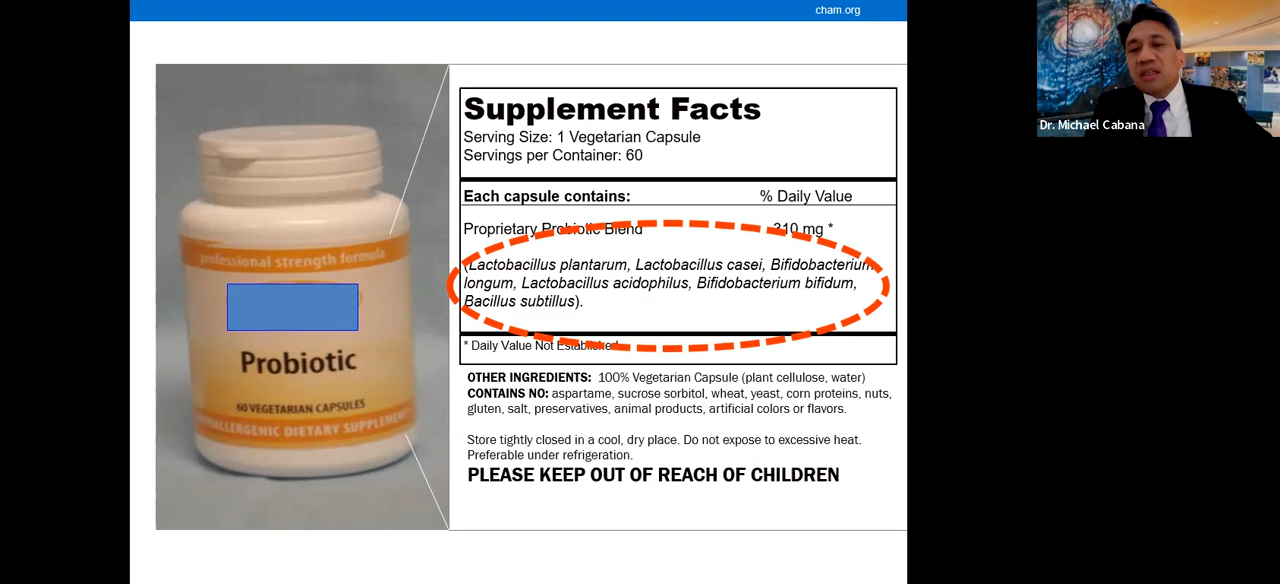 cham.org
professional strength formula
Probiotic
60 VEGETARIAN CAPSULES
HYPOALLERGENIC DIETARY SUPPLEMENT
Supplement Facts
Serving Size: 1 Vegetarian Capsule
Servings per Container: 60
Each capsule contains: % Daily Value
Proprietary Probiotic Blend 310 mg *
(Lactobacillus plantarum, Lactobacillus casei, Bifidobacterium
longum, Lactobacillus acidophilus, Bifidobacterium bifidum,
Bacillus subtillus).
* Daily Value Not Established
OTHER INGREDIENTS: 100% Vegetarian Capsule (plant cellulose, water)
CONTAINS NO: aspartame, sucrose sorbitol, wheat, yeast, corn proteins, nuts,
gluten, salt, preservatives, animal products, artificial colors or flavors.
Store tightly closed in a cool, dry place. Do not expose to excessive heat.
Preferable under refrigeration.
PLEASE KEEP OUT OF REACH OF CHILDREN
Dr. Michael Cabana